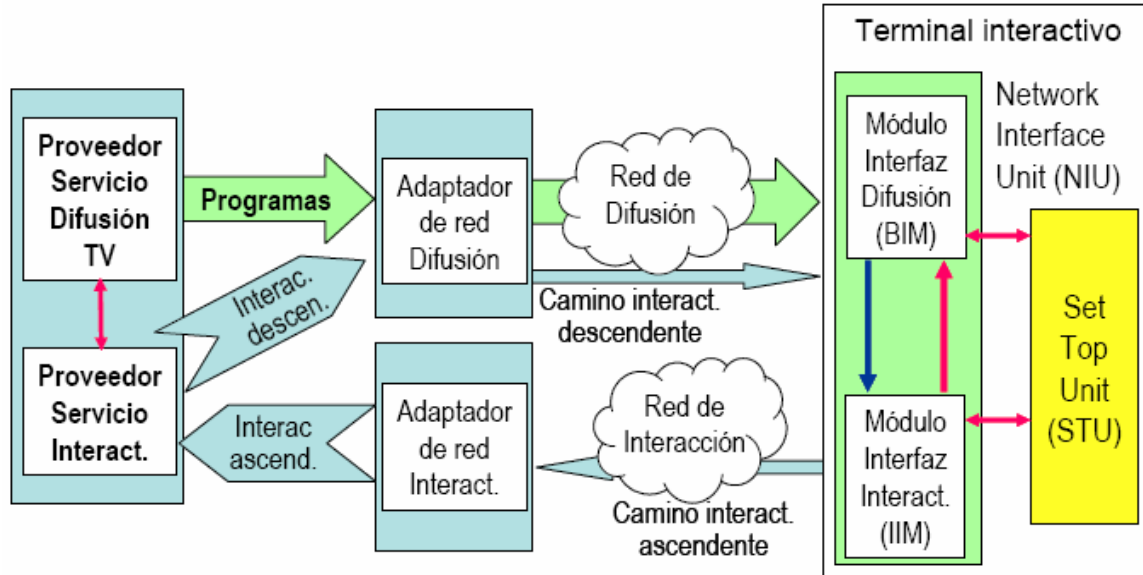 Terminal interactivo
Proveedor
Servicio
Difusión
TV
Programas
Adaptador
de red
Difusión
Red de
Difusión
Módulo
Interfaz
Difusión
(BIM)
Network
Interface
Unit (NIU)
Interac.
descen.
Camino interact.
descendente
Set
Top
Unit
(STU)
Proveedor
Servicio
Interact.
Interac
ascend.
Adaptador
de red
Interact.
Red de
Interacción
Camino interact.
ascendente
Módulo
Interfaz
Interact.
(IIM)